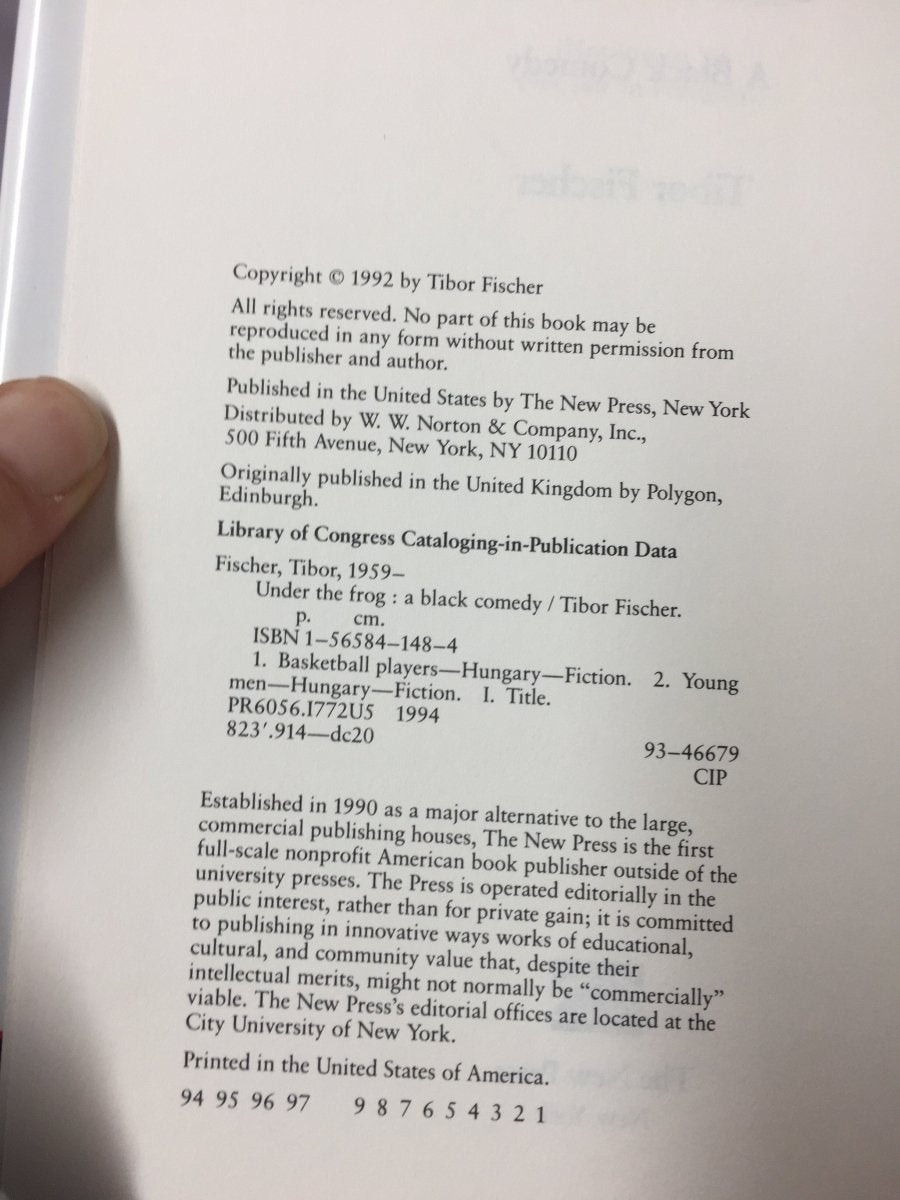 Copyright © 1992 by Tibor Fischer
All rights reserved. No part of this book may be
reproduced in any form without written permission from
the publisher and author.
Published in the United States by The New Press, New York
Distributed by W. W. Norton & Company, Inc.,
500 Fifth Avenue, New York, NY 10110
Originally published in the United Kingdom by Polygon,
Edinburgh.
Library of Congress Cataloging-in-Publication Data
Fischer, Tibor, 1959–
Under the frog : a black comedy / Tibor Fischer.
p. cm.
ISBN 1–56584–148–4
1. Basketball players—Hungary—Fiction. 2. Young
men—Hungary—Fiction. I. Title.
PR6056.I772U5 1994
823′.914—dc20
93–46679
CIP
Established in 1990 as a major alternative to the large,
commercial publishing houses, The New Press is the first
full-scale nonprofit American book publisher outside of the
university presses. The Press is operated editorially in the
public interest, rather than for private gain; it is committed
to publishing in innovative ways works of educational,
cultural, and community value that, despite their
intellectual merits, might not normally be “commercially”
viable. The New Press’s editorial offices are located at the
City University of New York.
Printed in the United States of America.
94 95 96 97 9 8 7 6 5 4 3 2 1